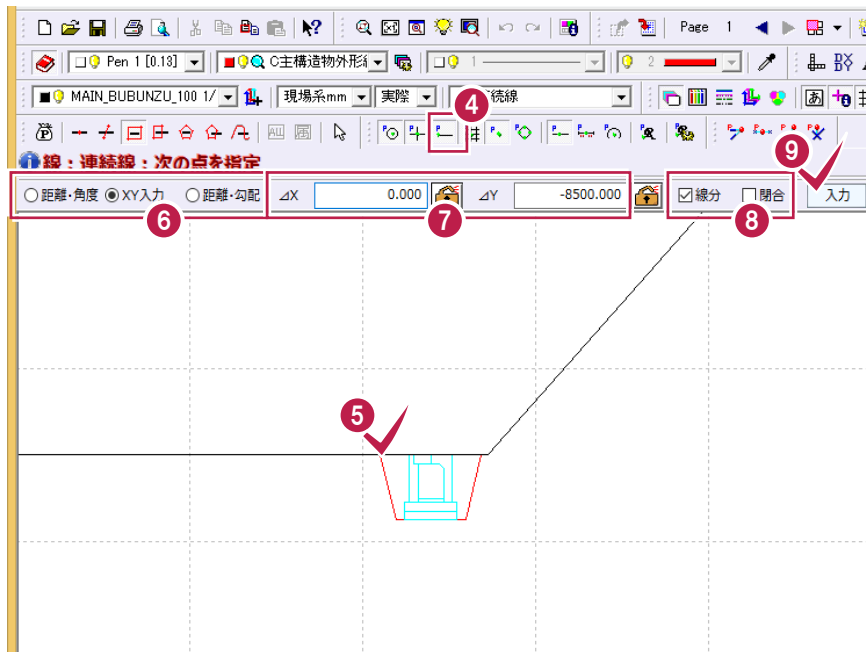 Page 1
Pen 1 [0.13] C主構造物外形 1 2
MAIN_BUBUNZU_100 1/ 現場系mm 実際 続線 あ
4
線：連続線：次の点を指定
9
距離・角度 XY入力 距離・勾配 ⊿X 0.000 ⊿Y -8500.000 線分 閉合 入力
6 7 8
5